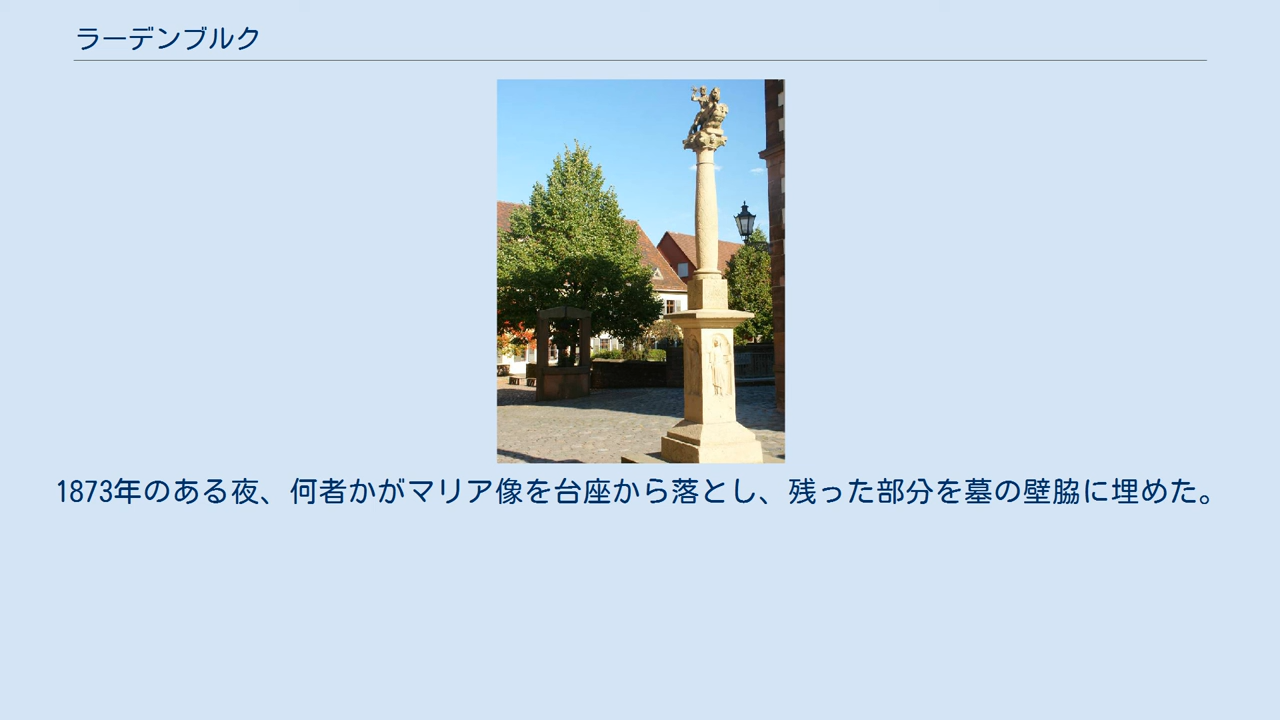 ラーデンブルク
1873年のある夜、何者かがマリア像を台座から落とし、残った部分を墓の壁脇に埋めた。